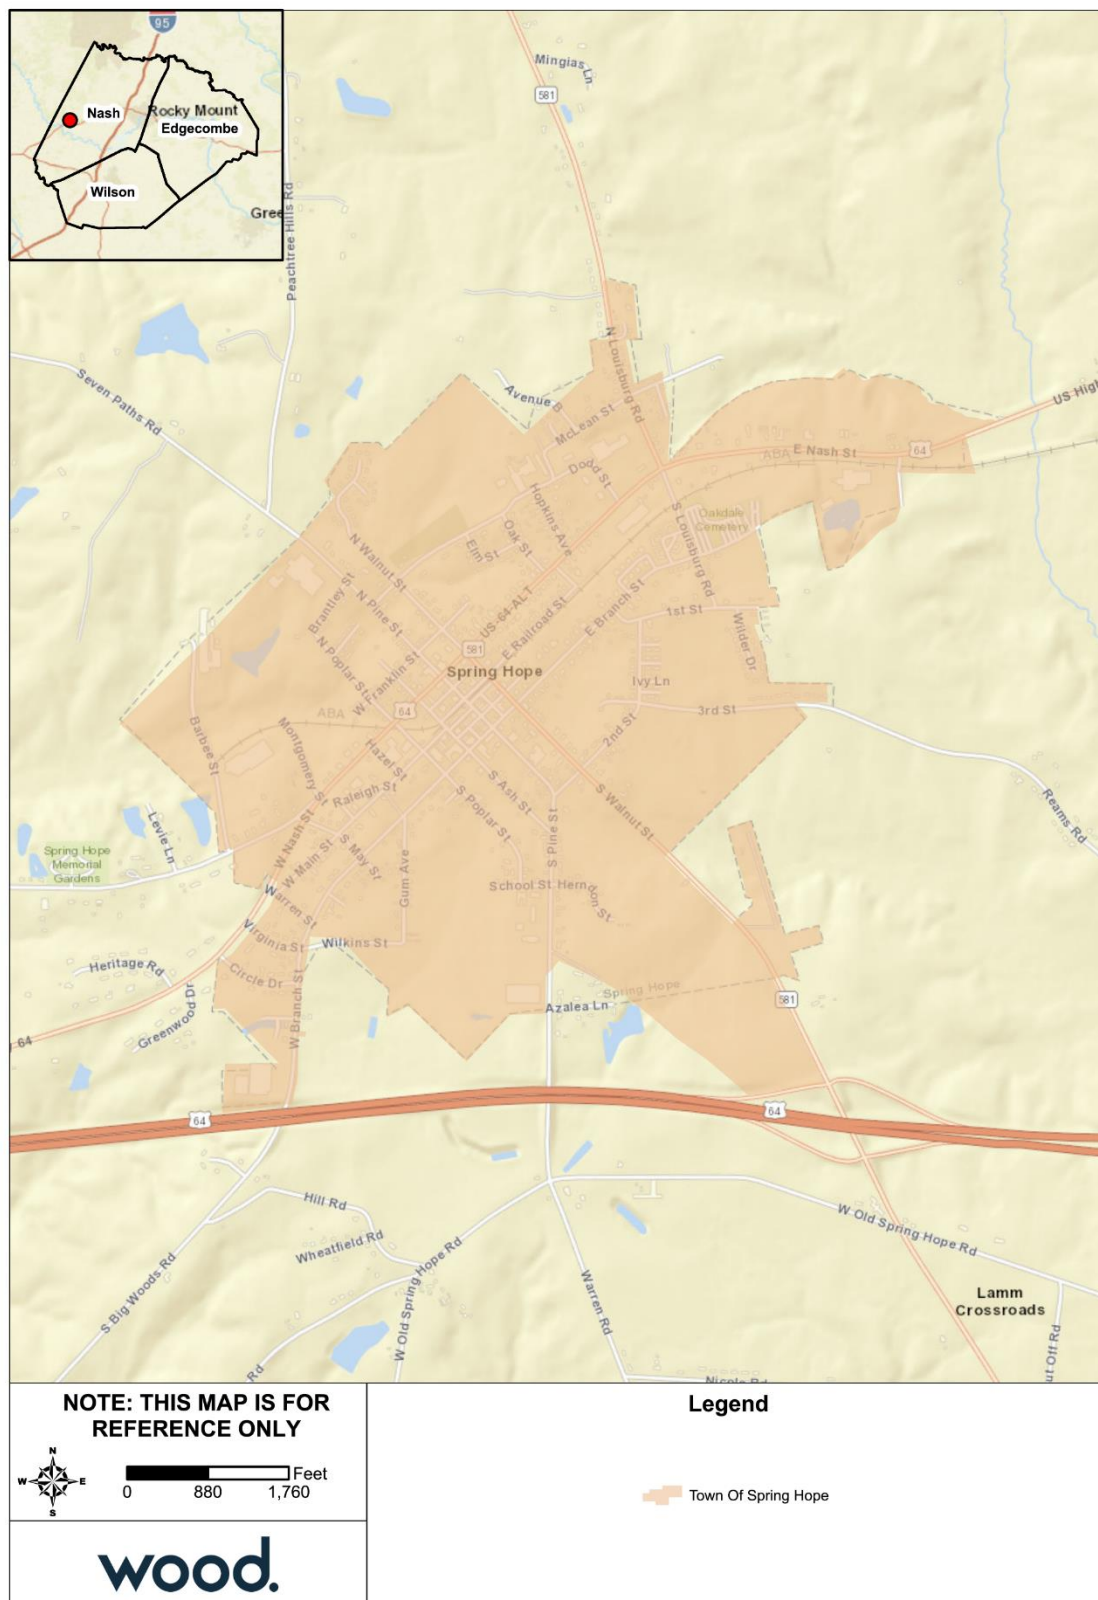 95
Nash
Rocky Mount
Edgecombe
Wilson
Gree
Mingias Ln
581
Peachtree Hills Rd
Seven Paths Rd
N Louisburg Rd
Avenue B
McLean St
US High
64
E Nash St
ABA
Dodd St
Hopkins Ave
Oak St
Elm St
Oakdale
Cemetery
S Louisburg Rd
N Walnut St
Brantley St
N Pine St
US-64-ALT
E Railroad St
E Branch St
1st St
Wilder Dr
N Poplar St
W Franklin St
581
Spring Hope
Ivy Ln
3rd St
2nd St
64
ABA
Barbee St
Montgomery St
Hazel St
Raleigh St
S Ash St
S Poplar St
S Walnut St
Reams Rd
Levie Ln
Spring Hope
Memorial
Gardens
W Nash St
W Main St
S May St
S Pine St
Gum Ave
School St
Herndon St
Warren St
Virginia St
Wilkins St
Heritage Rd
Circle Dr
Greenwood Dr
W Branch St
Spring Hope
Azalea Ln
581
64
64
64
Hill Rd
Wheatfield Rd
S Big Woods Rd
W Old Spring Hope Rd
W Old Spring Hope Rd
Warren Rd
Lamm
Crossroads
Rd
Nicole Rd
ut Off Rd
NOTE: THIS MAP IS FOR
REFERENCE ONLY
N
W E
S
Feet
0 880 1,760
wood.
Legend
Town Of Spring Hope